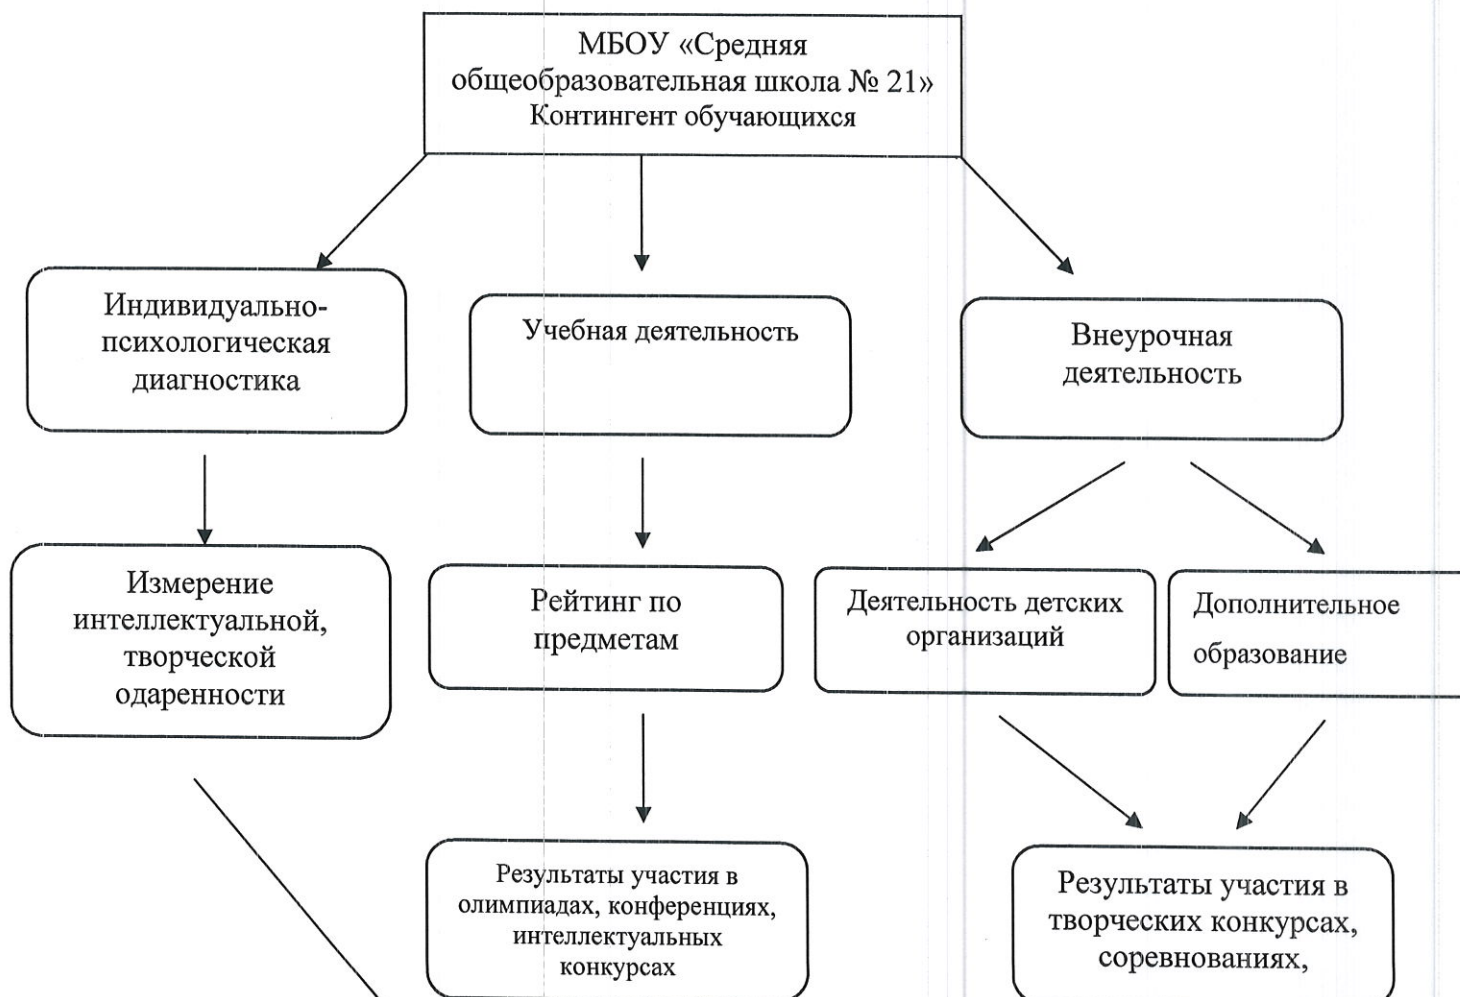 МБОУ «Средняя
общеобразовательная школа № 21»
Контингент обучающихся
Индивидуально-
психологическая
диагностика
Учебная деятельность
Внеурочная
деятельность
Измерение
интеллектуальной,
творческой
одаренности
Рейтинг по
предметам
Деятельность детских
организаций
Дополнительное
образование
Результаты участия в
олимпиадах, конференциях,
интеллектуальных
конкурсах
Результаты участия в
творческих конкурсах,
соревнованиях,